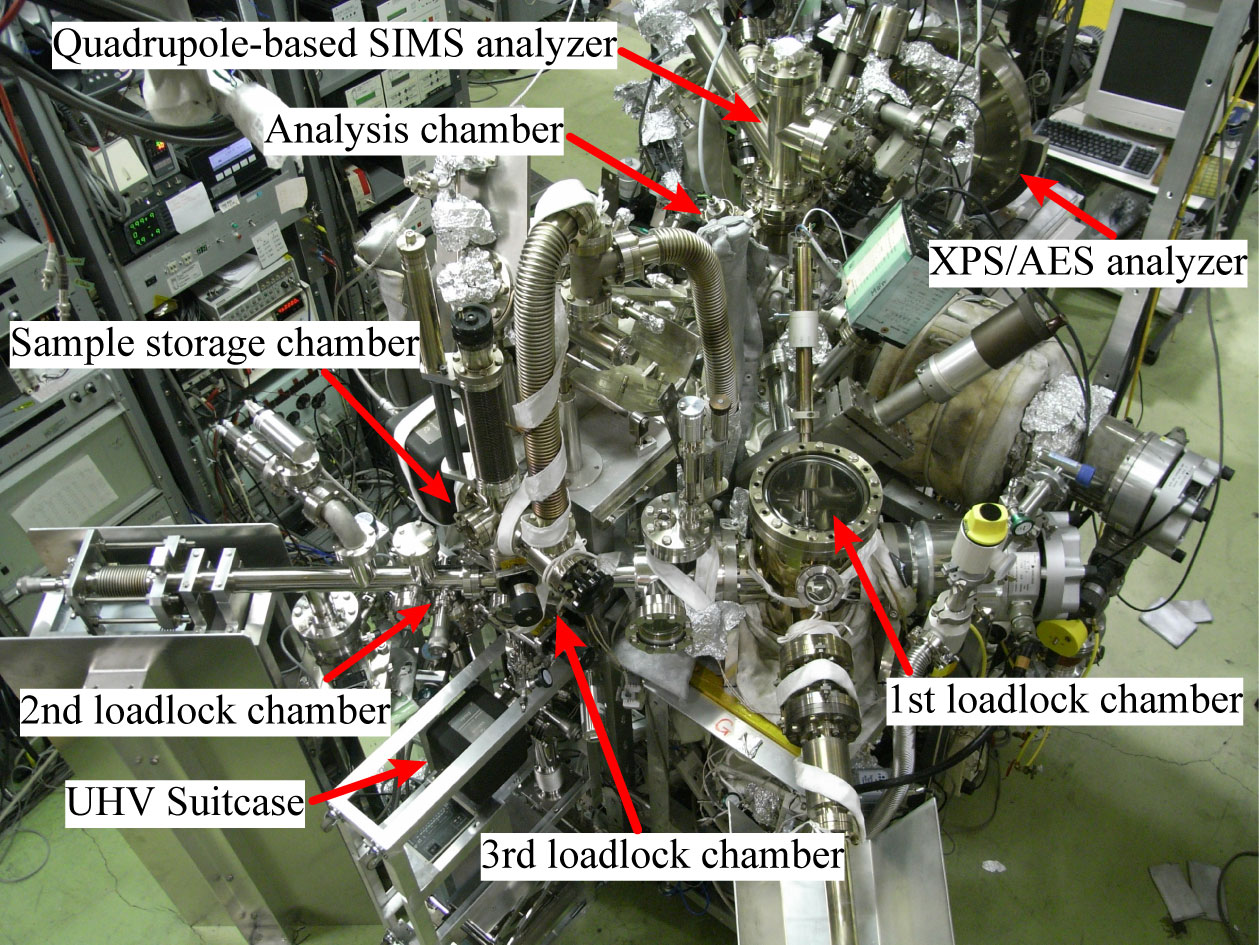 Quadrupole-based SIMS analyzer
Analysis chamber
XPS/AES analyzer
Sample storage chamber
2nd loadlock chamber
1st loadlock chamber
UHV Suitcase
3rd loadlock chamber